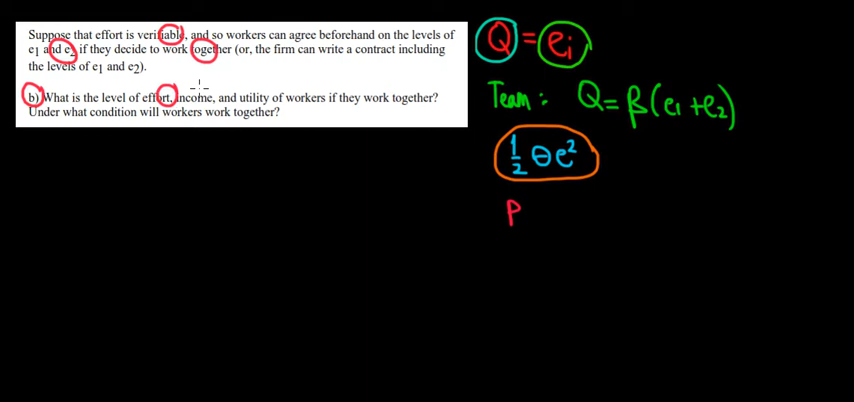 Suppose that effort is verifiable, and so workers can agree beforehand on the levels of
e1 and e2 if they decide to work together (or, the firm can write a contract including
the levels of e1 and e2).
b) What is the level of effort, income, and utility of workers if they work together?
Under what condition will workers work together?
Q = ei
Team : Q = β(e1 + e2)
1/2 θe²
P